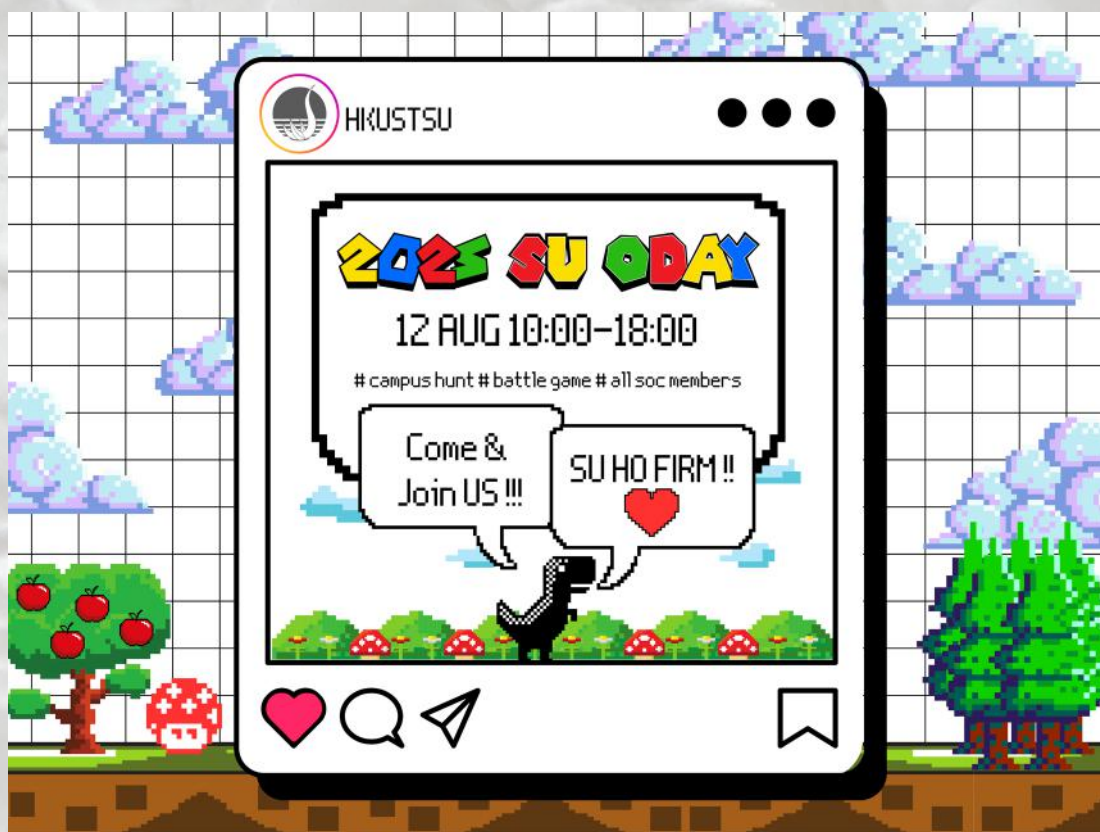 HKUSTSU
2025 SU ODAY
12 AUG 10:00-18:00
# campus hunt # battle game # all soc members
Come &
Join US !!!
SU HO FIRM !!